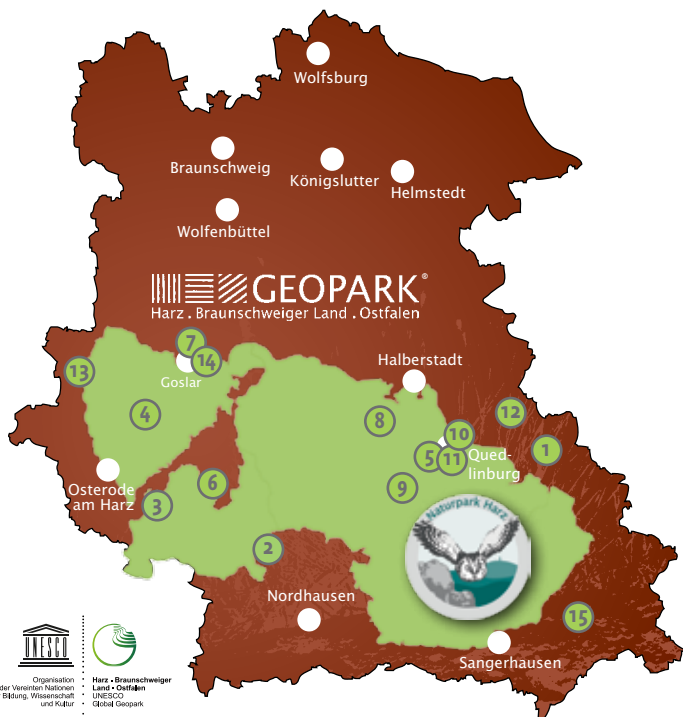 Wolfsburg
Braunschweig
Königslutter
Helmstedt
Wolfenbüttel
GEOPARK®
Harz . Braunschweiger Land . Ostfalen
7
14
Goslar
13
Halberstadt
4
8
12
10
1
5
11
Qued-
linburg
Osterode
am Harz
6
9
3
Naturpark Harz
2
Nordhausen
15
Sangerhausen
UNESCO
Organisation
der Vereinten Nationen
Bildung, Wissenschaft
und Kultur
Harz • Braunschweiger
Land • Ostfalen
UNESCO
Global Geopark